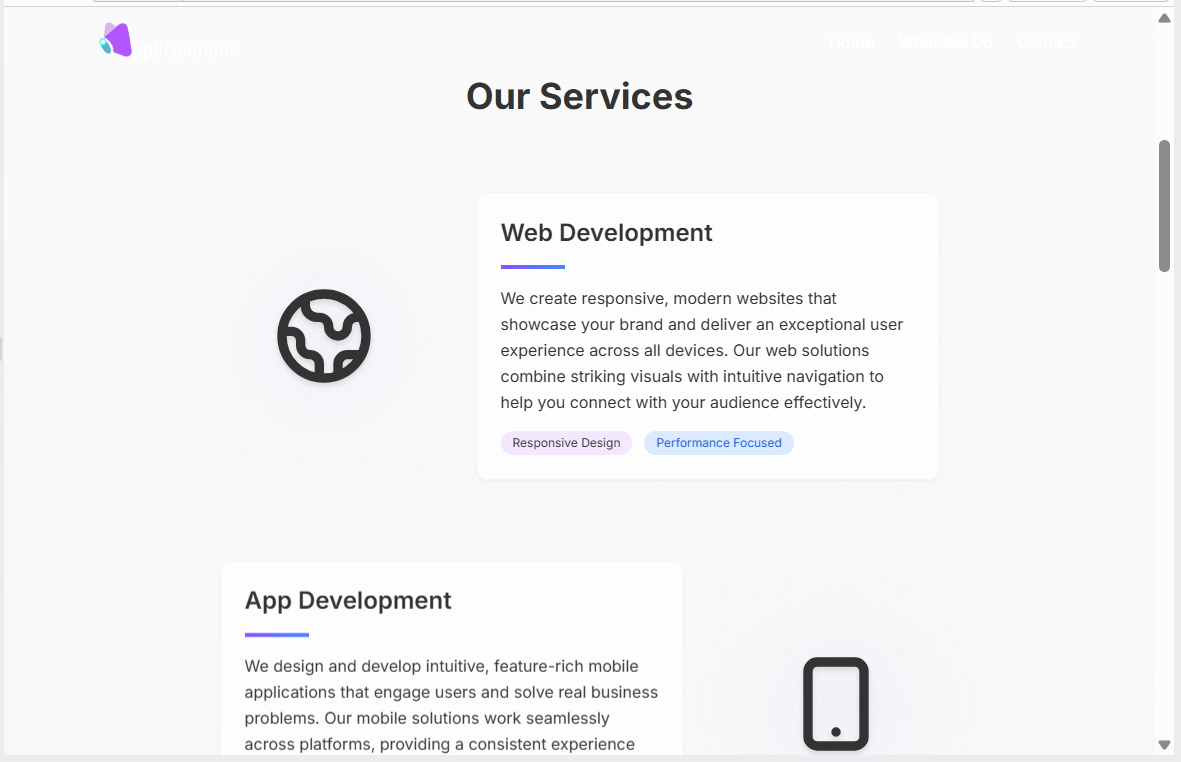 opticreations
Home What We Do Contact
Our Services
Web Development
We create responsive, modern websites that
showcase your brand and deliver an exceptional user
experience across all devices. Our web solutions
combine striking visuals with intuitive navigation to
help you connect with your audience effectively.
Responsive Design Performance Focused
App Development
We design and develop intuitive, feature-rich mobile
applications that engage users and solve real business
problems. Our mobile solutions work seamlessly
across platforms, providing a consistent experience